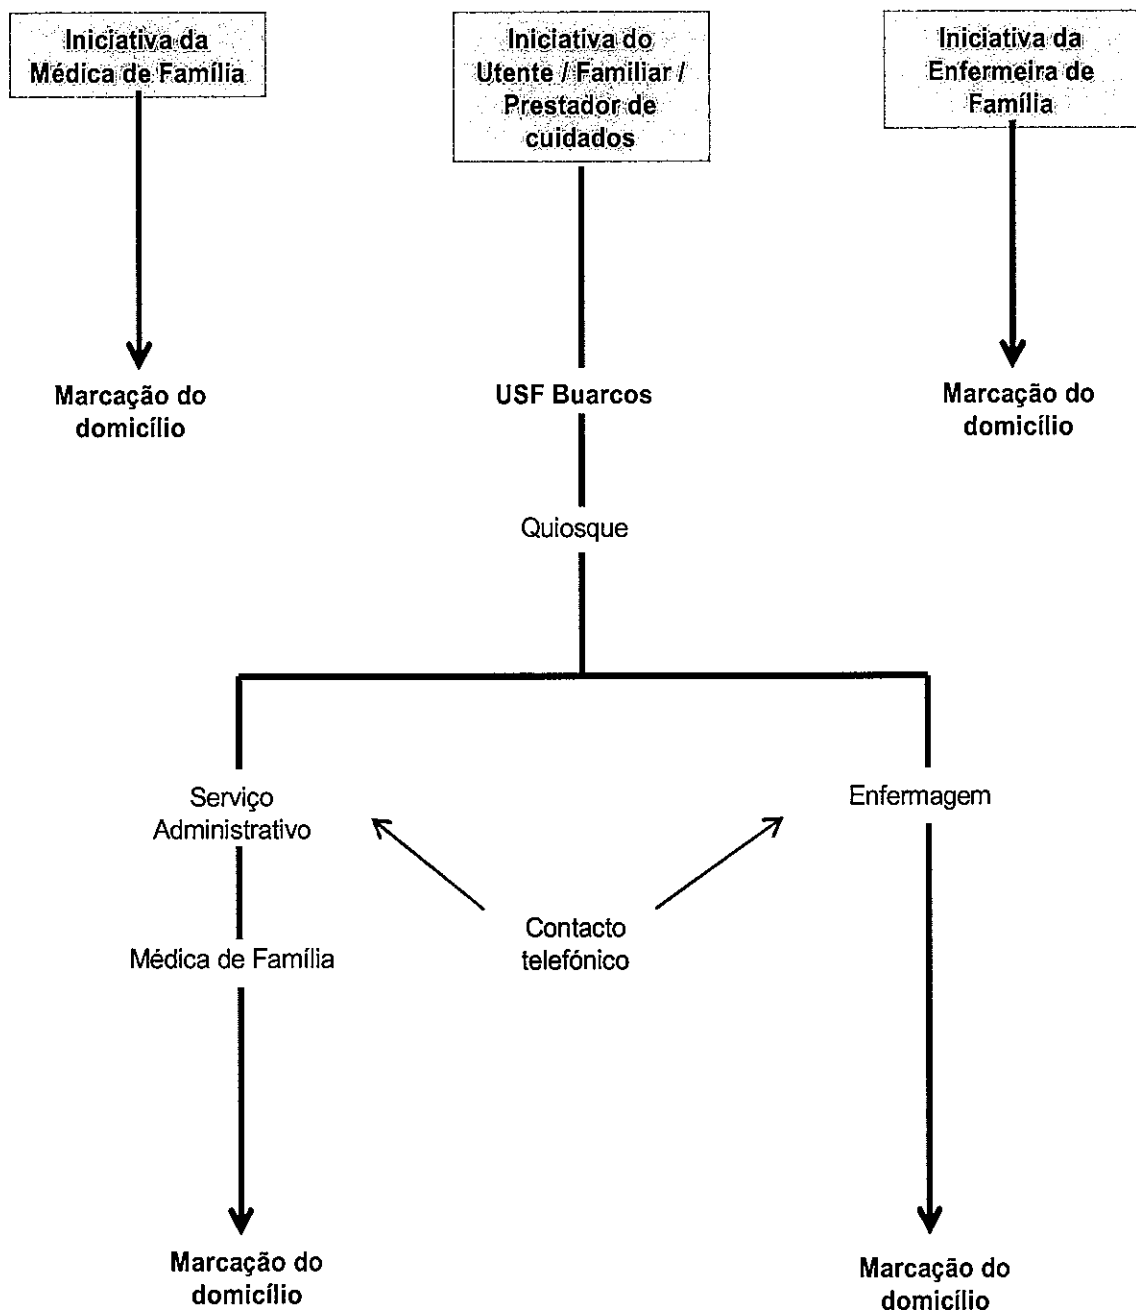 Iniciativa da
Médica de Família
Iniciativa do
Utente / Familiar /
Prestador de
cuidados
Iniciativa da
Enfermeira de
Família
Marcação do
domicílio
USF Buarcos
Marcação do
domicílio
Quiosque
Serviço
Administrativo
Enfermagem
Contacto
telefónico
Médica de Família
Marcação do
domicílio
Marcação do
domicílio